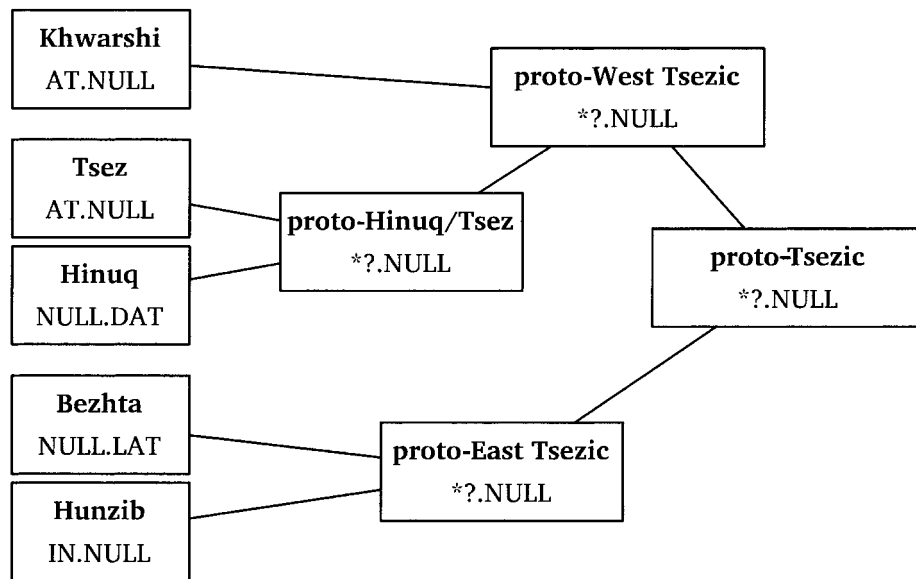 Khwarshi
AT.NULL
proto-West Tsezic
*?.NULL
Tsez
AT.NULL
proto-Hinuq/Tsez
*?.NULL
Hinuq
NULL.DAT
proto-Tsezic
*?.NULL
Bezhta
NULL.LAT
proto-East Tsezic
*?.NULL
Hunzib
IN.NULL